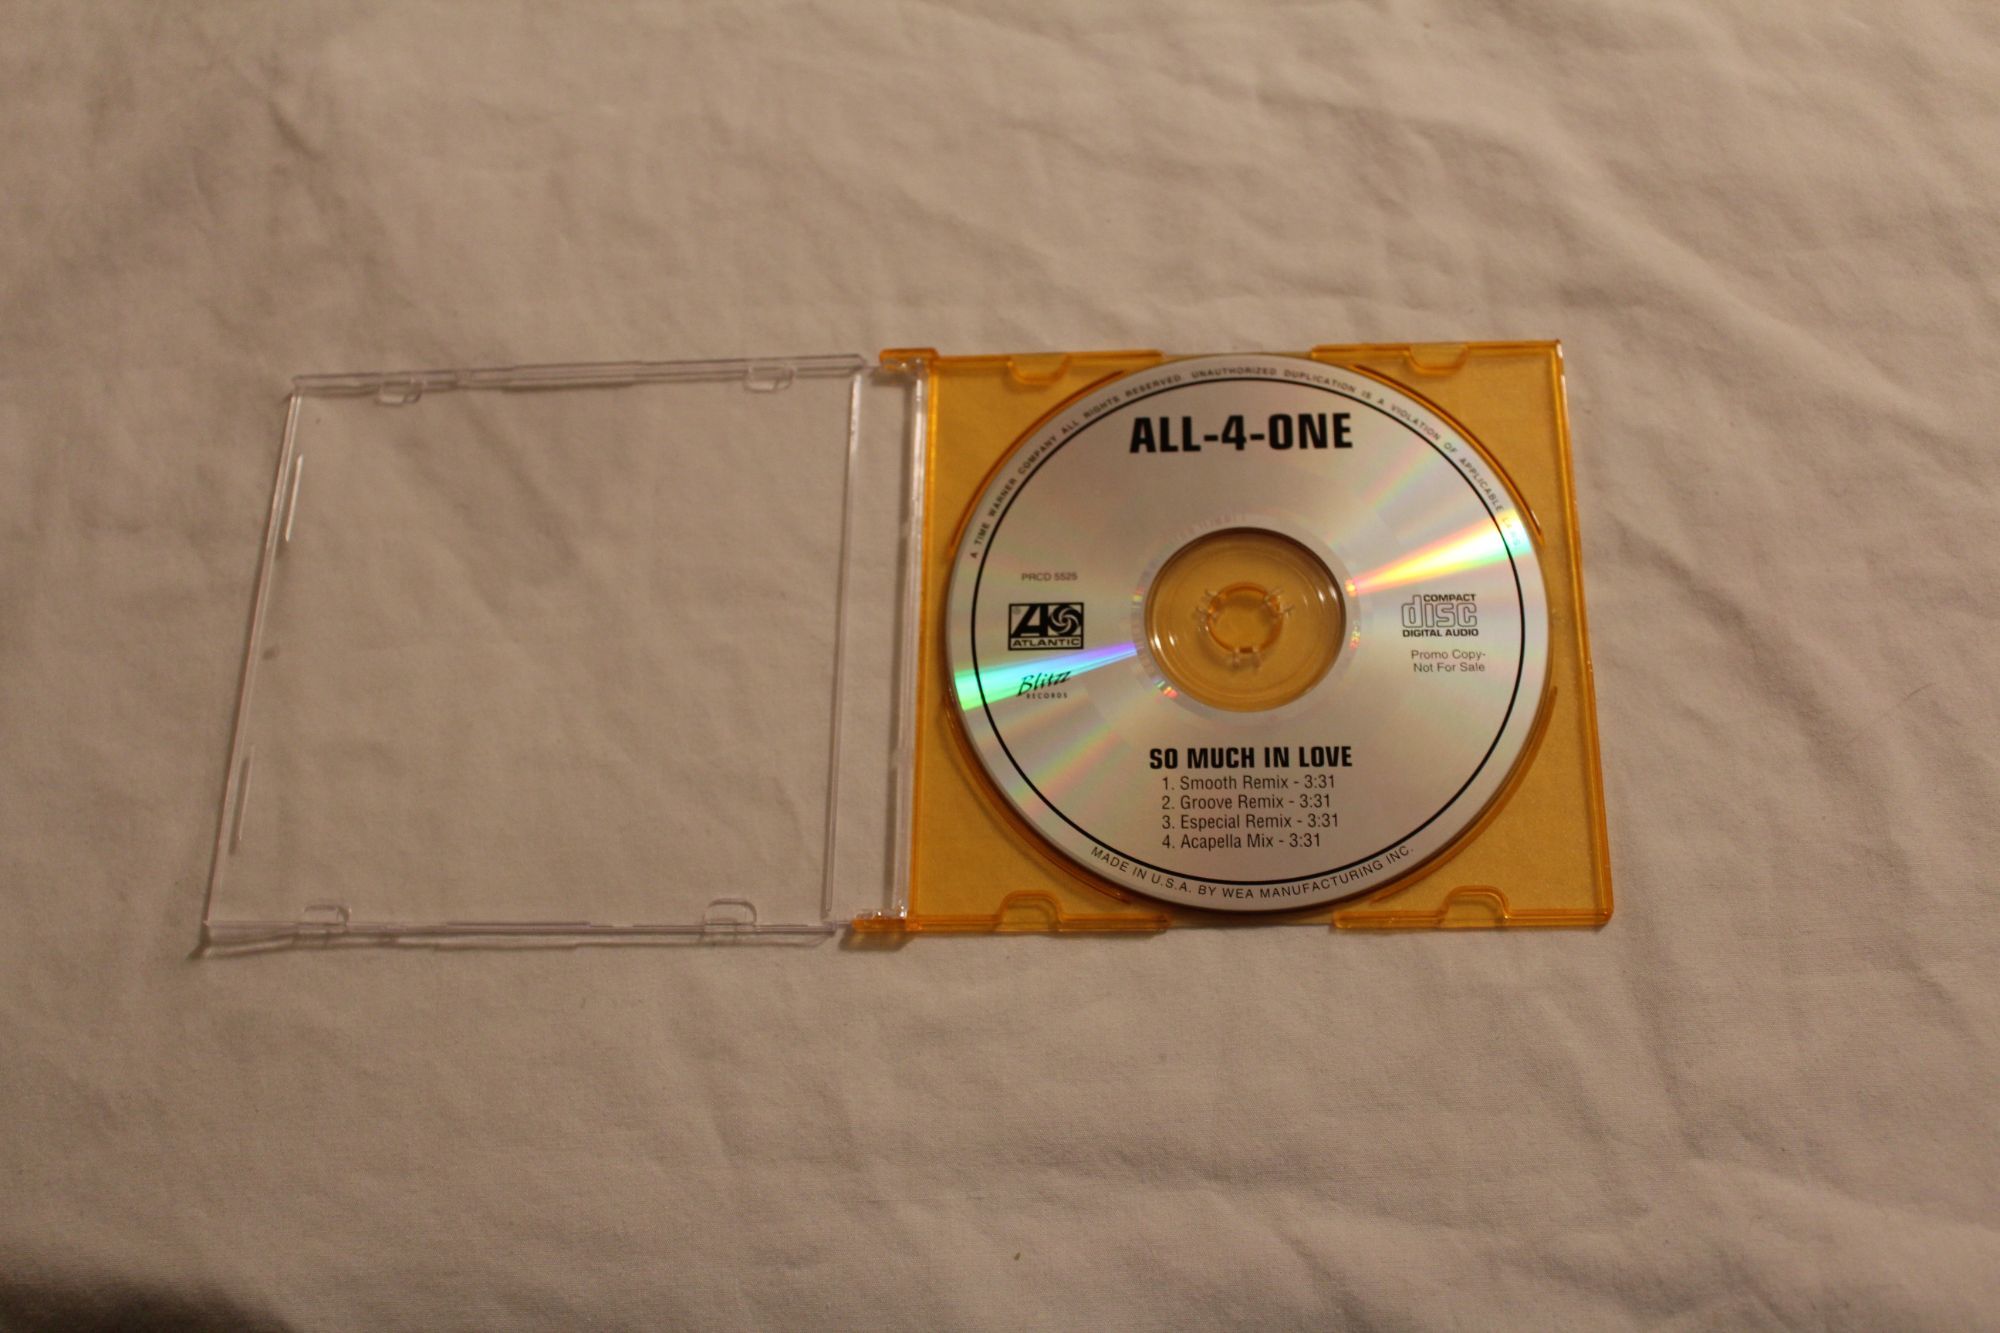 A TIME WARNER COMPANY ALL RIGHTS RESERVED. UNAUTHORIZED DUPLICATION IS A VIOLATION OF APPLICABLE LAWS.
ALL-4-ONE
PRCD 5525
ATLANTIC
Blitzz
RECORDS
COMPACT
disc
DIGITAL AUDIO
Promo Copy-
Not For Sale
SO MUCH IN LOVE
1. Smooth Remix - 3:31
2. Groove Remix - 3:31
3. Especial Remix - 3:31
4. Acapella Mix - 3:31
MADE IN U.S.A. BY WEA MANUFACTURING INC.